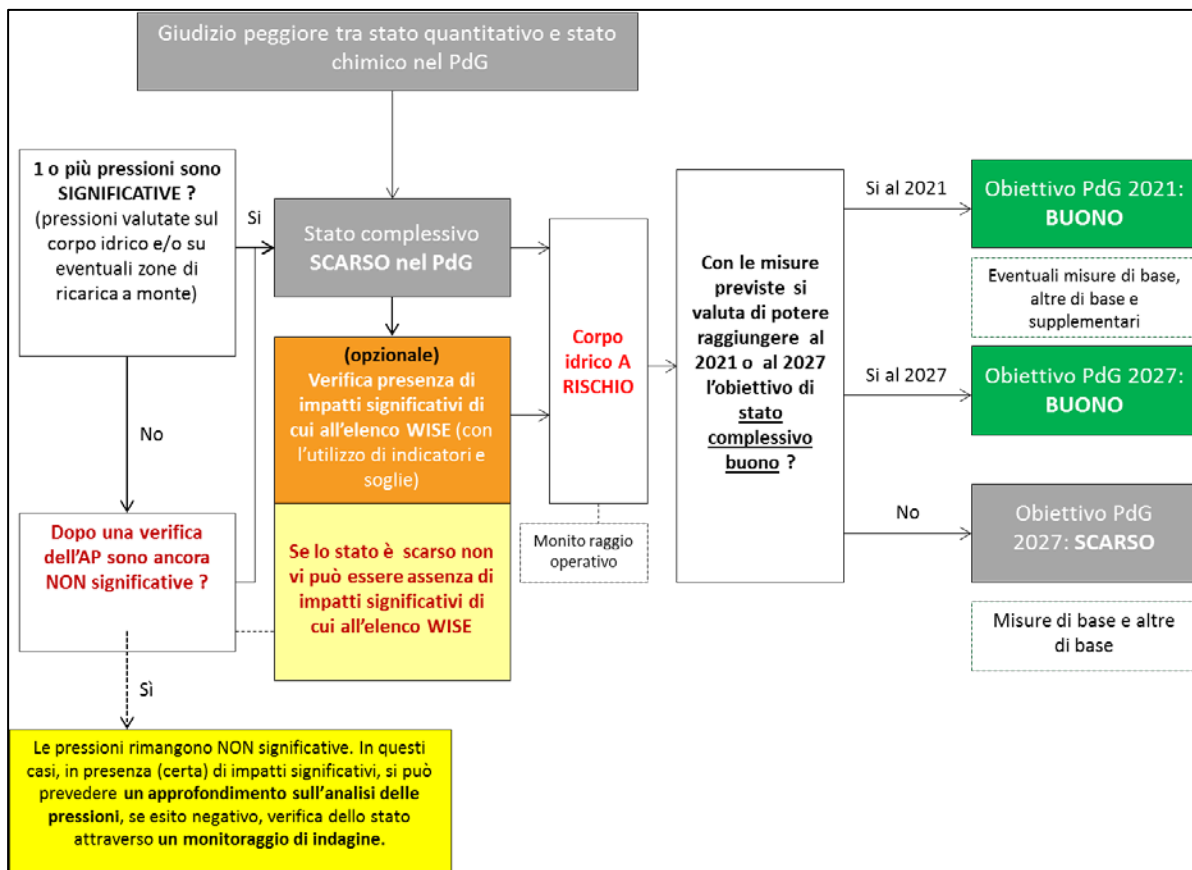 Giudizio peggiore tra stato quantitativo e stato
chimico nel PdG
1 o più pressioni sono
SIGNIFICATIVE ?
(pressioni valutate sul
corpo idrico e/o su
eventuali zone di
ricarica a monte)
Si
Stato complessivo
SCARSO nel PdG
(opzionale)
Verifica presenza di
impatti significativi di
cui all'elenco WISE (con
l'utilizzo di indicatori e
soglie)
Se lo stato è scarso non
vi può essere assenza di
impatti significativi di
cui all'elenco WISE
No
Dopo una verifica
dell'AP sono ancora
NON significative ?
Sì
Le pressioni rimangono NON significative. In questi
casi, in presenza (certa) di impatti significativi, si può
prevedere un approfondimento sull'analisi delle
pressioni, se esito negativo, verifica dello stato
attraverso un monitoraggio di indagine.
Corpo
idrico A
RISCHIO
Monito raggio
operativo
Con le misure
previste si
valuta di potere
raggiungere al
2021 o al 2027
l'obiettivo di
stato
complessivo
buono ?
Si al 2021
Obiettivo PdG 2021:
BUONO
Eventuali misure di base,
altre di base e
supplementari
Si al 2027
Obiettivo PdG 2027:
BUONO
No
Obiettivo PdG
2027: SCARSO
Misure di base e altre
di base